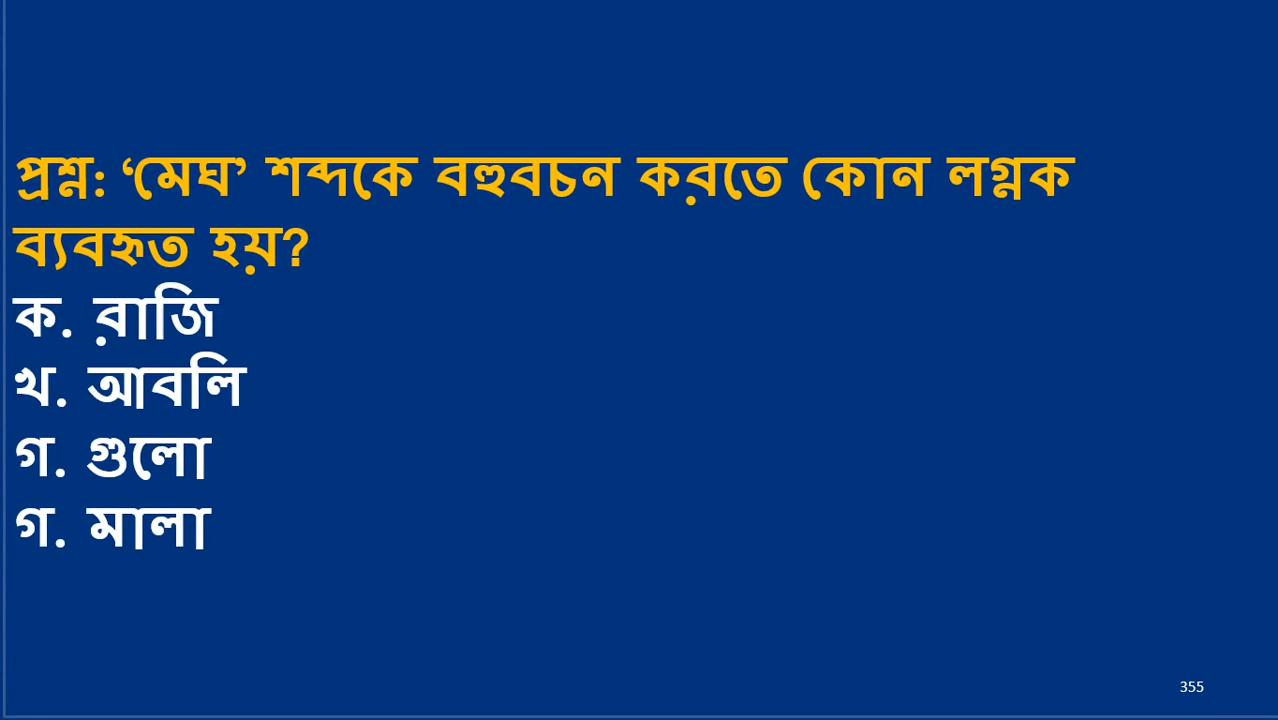 প্রশ্ন: ‘মেঘ’ শব্দকে বহুবচন করতে কোন লগ্নক
ব্যবহৃত হয়?
ক. রাজি
খ. আবলি
গ. গুলো
গ. মালা
355